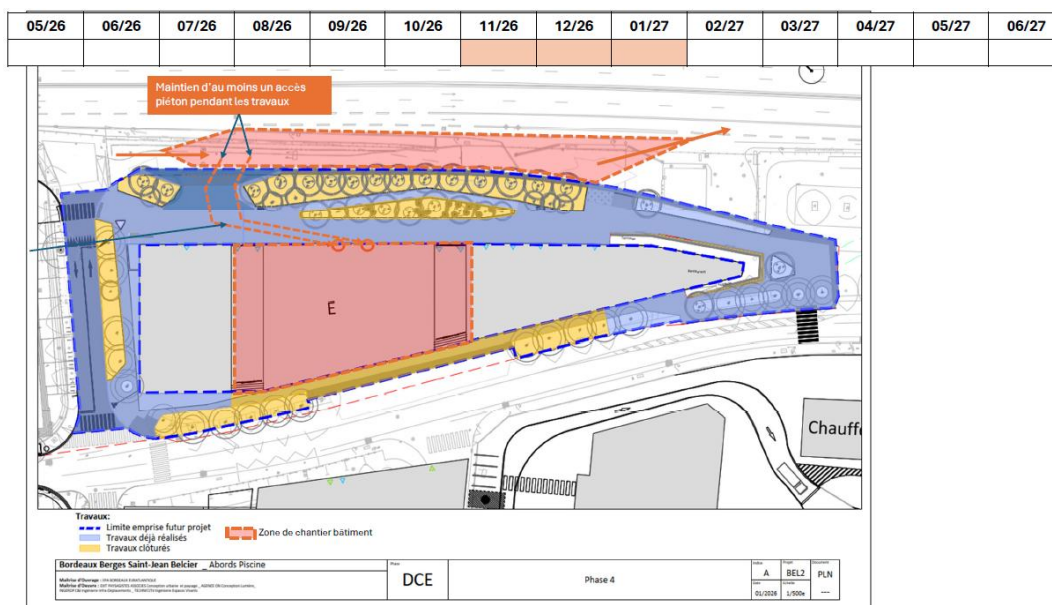 05/26 06/26 07/26 08/26 09/26 10/26 11/26 12/26 01/27 02/27 03/27 04/27 05/27 06/27
Maintien d'au moins un accès
piéton pendant les travaux
E
Chauffe
Travaux:
Limite emprise futur projet
Travaux déjà réalisés
Travaux clôturés
Zone de chantier bâtiment
Bordeaux Berges Saint-Jean Belcier _ Abords Piscine
DCE
Phase 4
A
BEL2
PLN
01/2026
1/500e
----